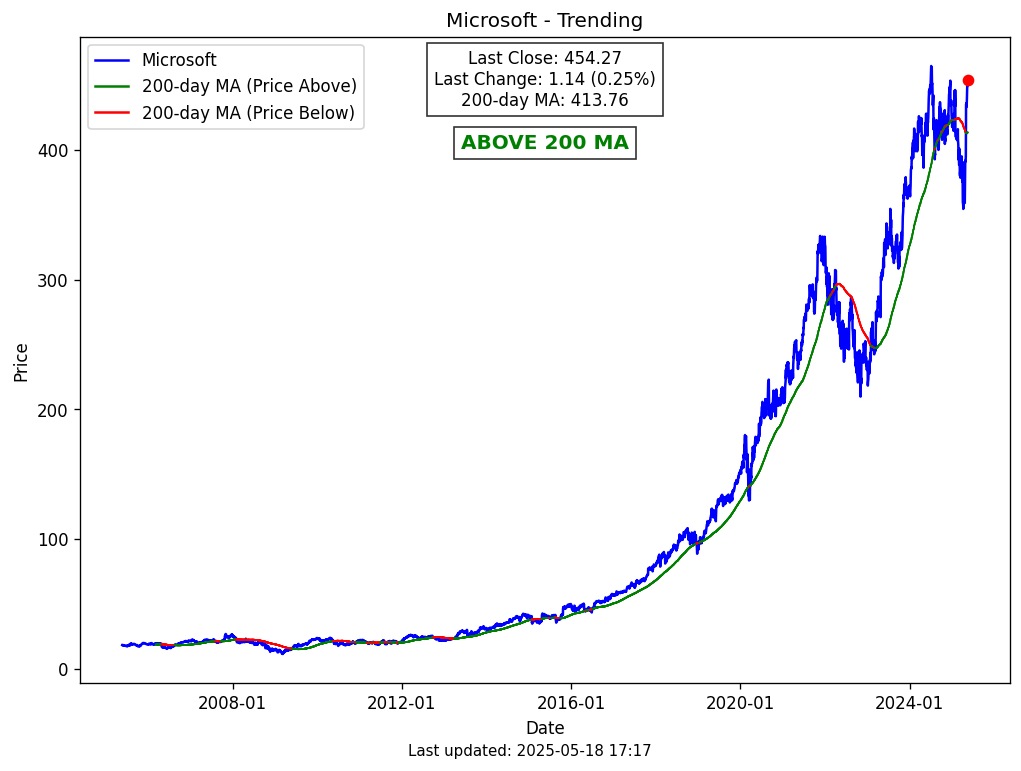 Microsoft - Trending
Microsoft
200-day MA (Price Above)
200-day MA (Price Below)
Last Close: 454.27
Last Change: 1.14 (0.25%)
200-day MA: 413.76
ABOVE 200 MA
Price
400
300
200
100
0
2008-01
2012-01
2016-01
2020-01
2024-01
Date
Last updated: 2025-05-18 17:17